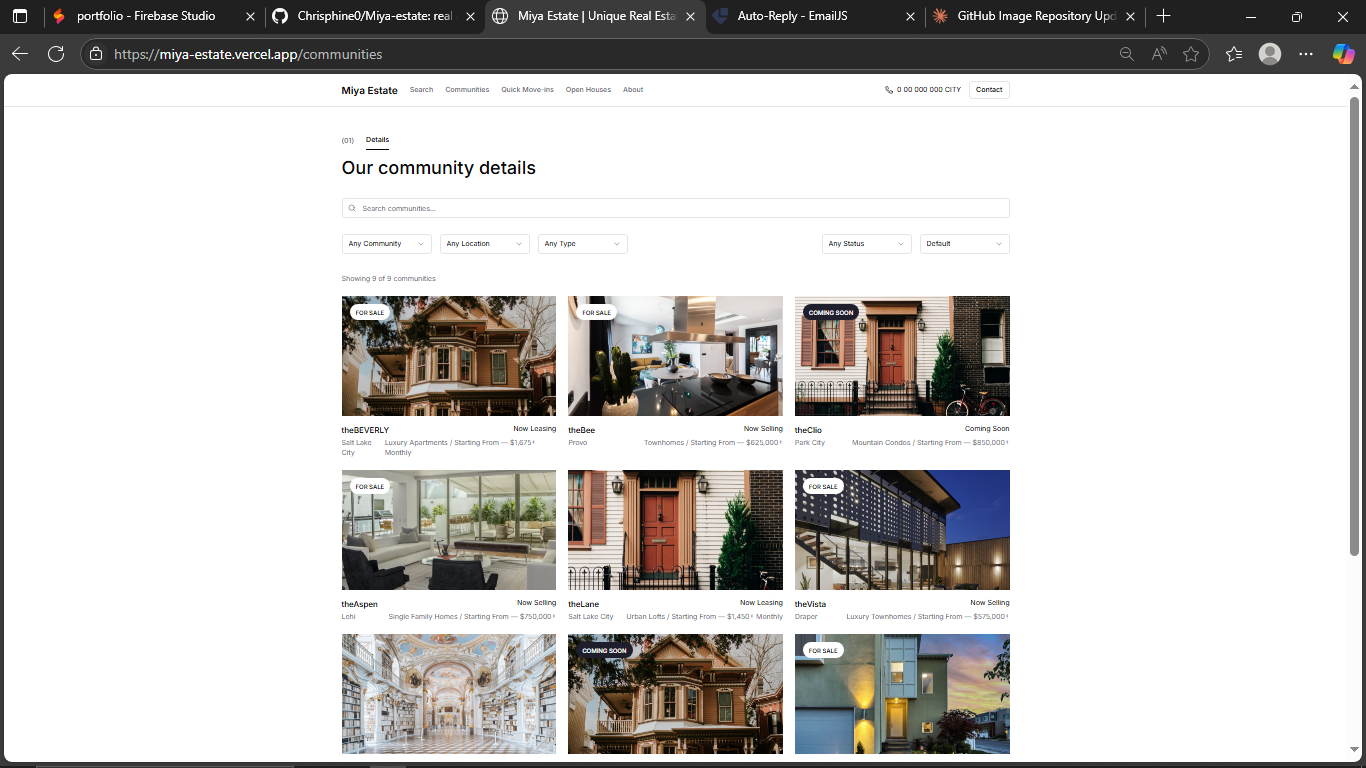 portfolio - Firebase Studio
Chrisphine0/Miya-estate: real
Miya Estate | Unique Real Esta
Auto-Reply - EmailJS
GitHub Image Repository Upd
https://miya-estate.vercel.app/communities
Miya Estate
Search
Communities
Quick Move-ins
Open Houses
About
0 00 000 000 CITY
Contact
(01)
Details
Our community details
Search communities...
Any Community
Any Location
Any Type
Any Status
Default
Showing 9 of 9 communities
FOR SALE
FOR SALE
COMING SOON
theBEVERLY
Now Leasing
Salt Lake City
Luxury Apartments / Starting From — $1,675+ Monthly
theBee
Now Selling
Provo
Townhomes / Starting From — $625,000+
theClio
Coming Soon
Park City
Mountain Condos / Starting From — $850,000+
FOR SALE
FOR SALE
theAspen
Now Selling
Lehi
Single Family Homes / Starting From — $750,000+
theLane
Now Leasing
Salt Lake City
Urban Lofts / Starting From — $1,450+ Monthly
theVista
Now Selling
Draper
Luxury Townhomes / Starting From — $575,000+
COMING SOON
FOR SALE